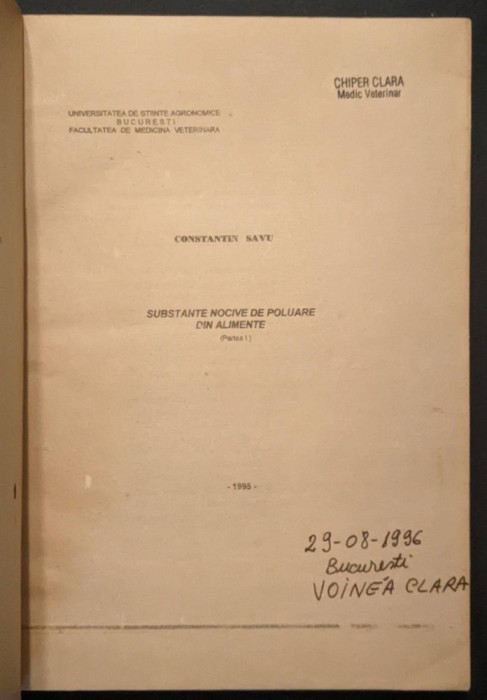 CHIPER CLARA
Medic Veterinar
UNIVERSITATEA DE STIINTE AGRONOMICE
BUCURESTI
FACULTATEA DE MEDICINA VETERINARA
CONSTANTIN SAVU
SUBSTANTE NOCIVE DE POLUARE
DIN ALIMENTE
(Partea I)
- 1995 -
29-08-1996
Bucuresti
VOINEA CLARA